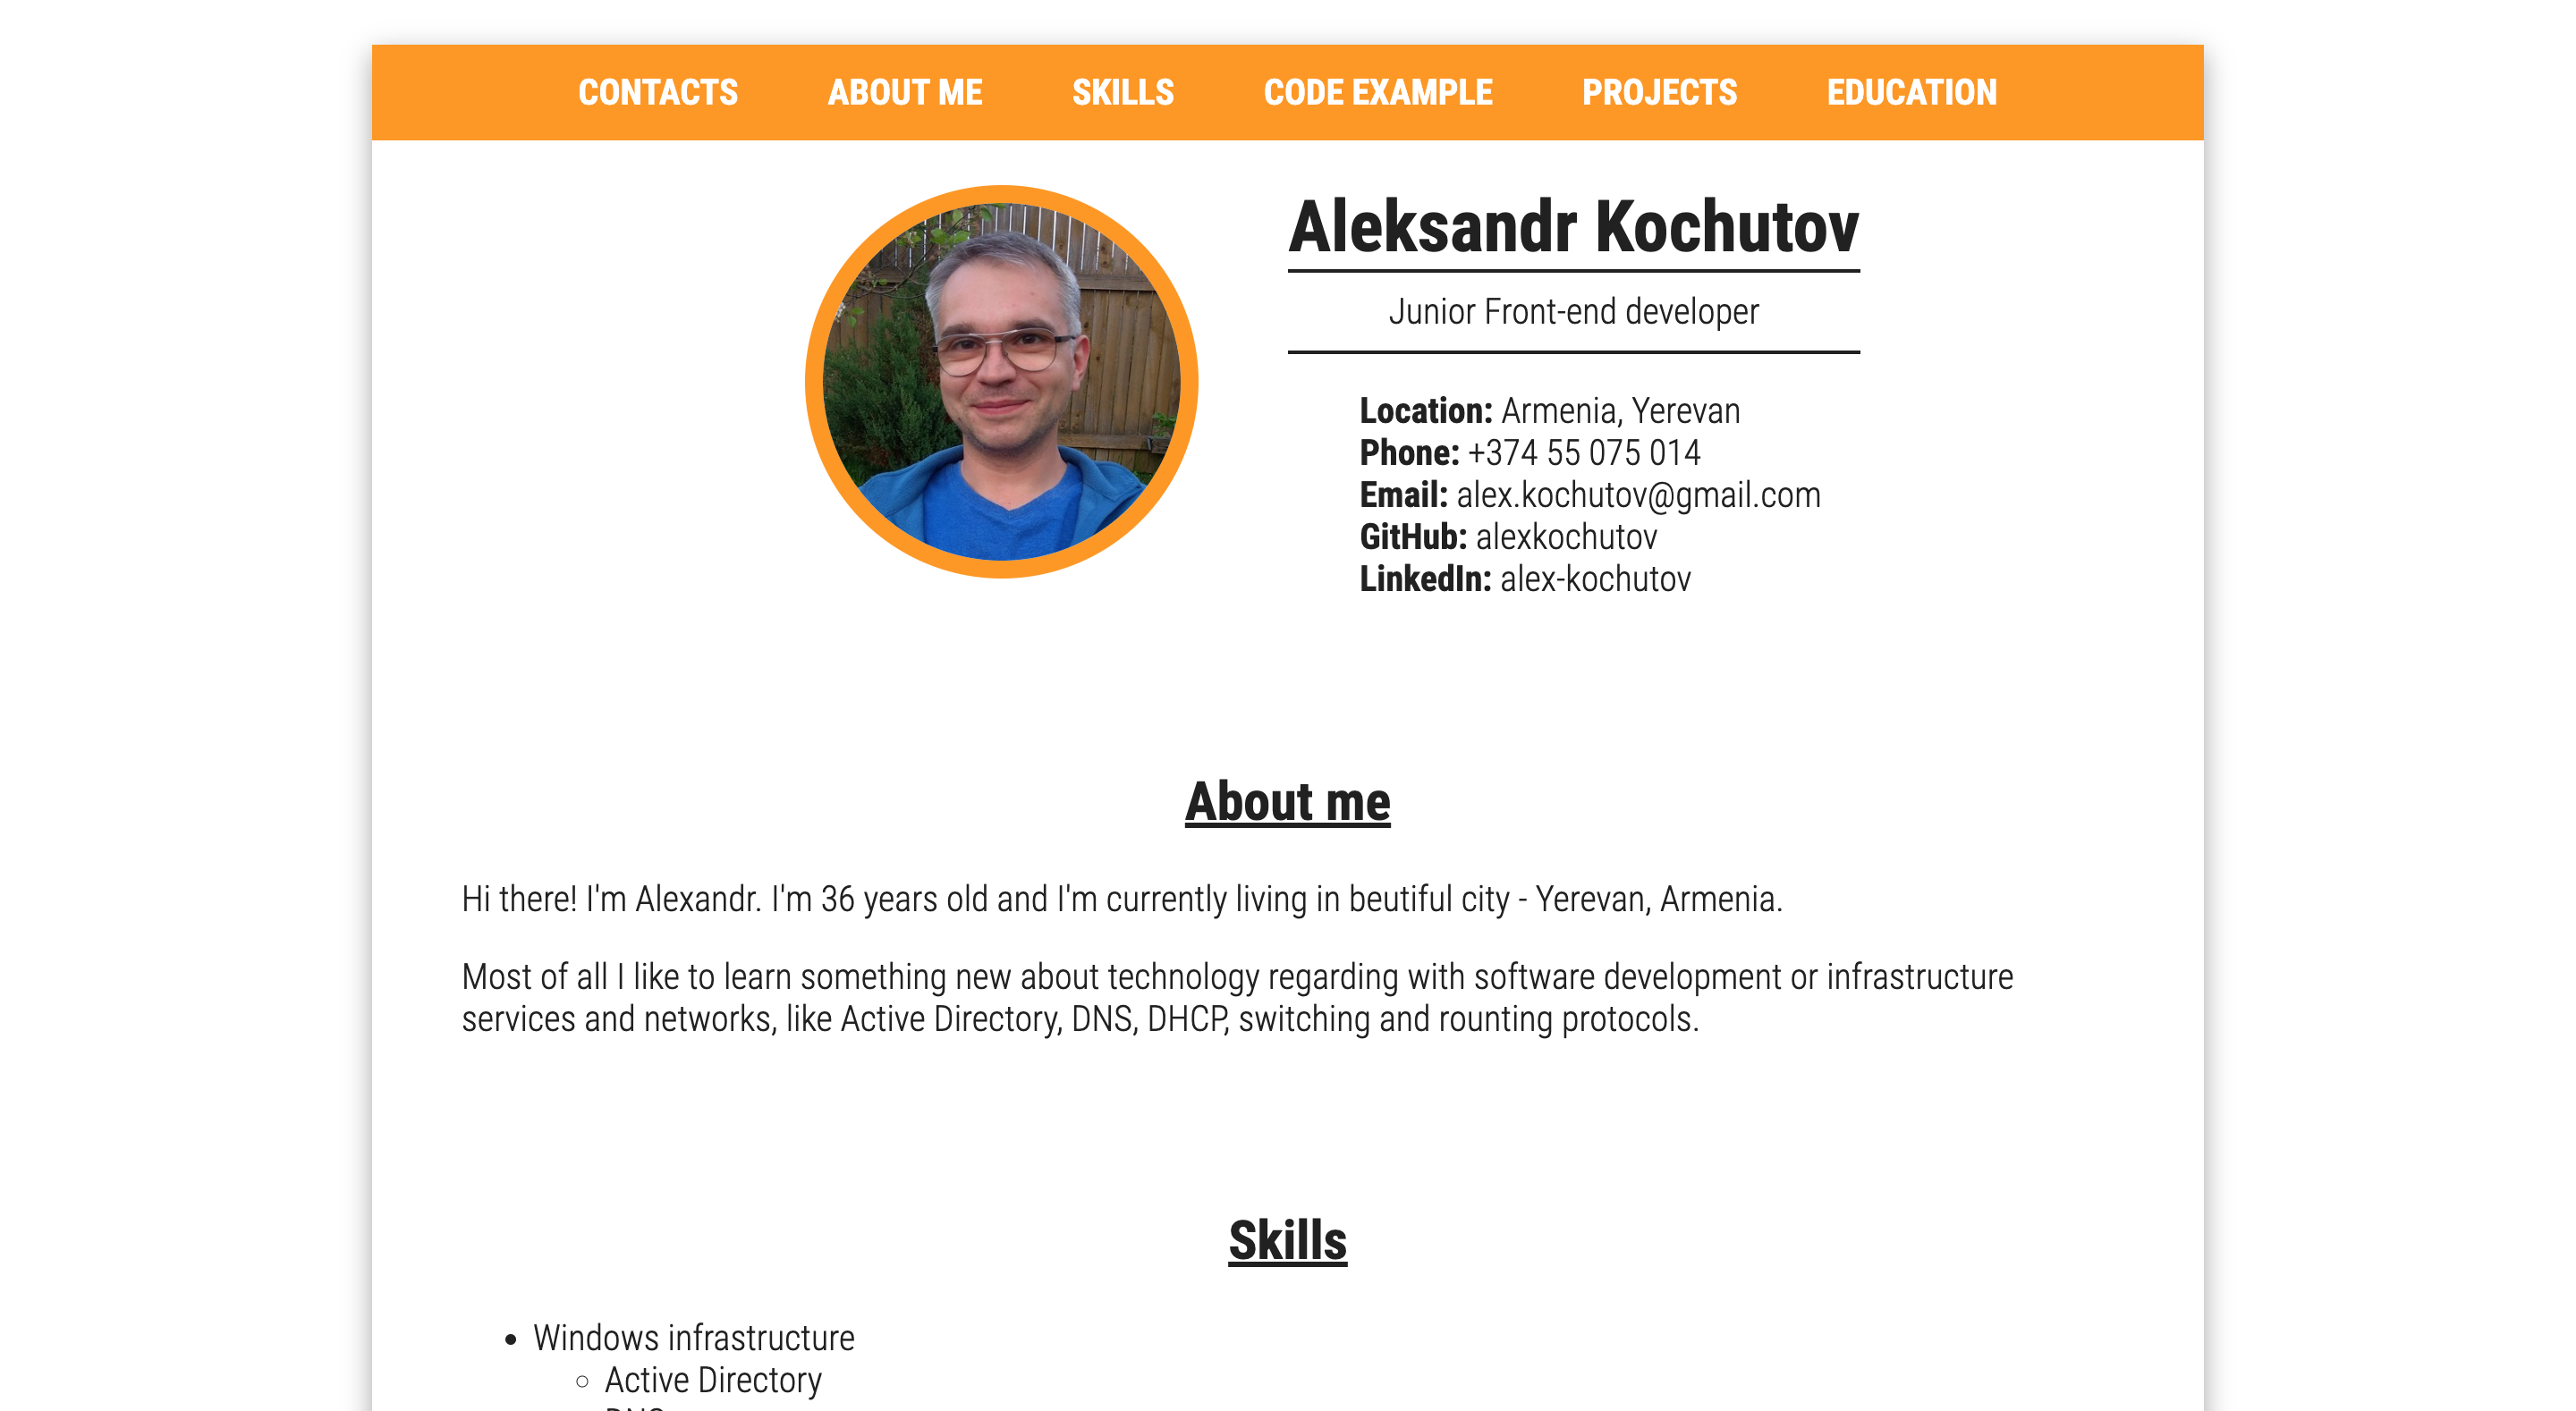 CONTACTS ABOUT ME SKILLS CODE EXAMPLE PROJECTS EDUCATION
Aleksandr Kochutov
Junior Front-end developer
Location: Armenia, Yerevan
Phone: +374 55 075 014
Email: alex.kochutov@gmail.com
GitHub: alexkochutov
LinkedIn: alex-kochutov
About me
Hi there! I'm Alexandr. I'm 36 years old and I'm currently living in beutiful city - Yerevan, Armenia.
Most of all I like to learn something new about technology regarding with software development or infrastructure
services and networks, like Active Directory, DNS, DHCP, switching and rounting protocols.
Skills
• Windows infrastructure
◦ Active Directory